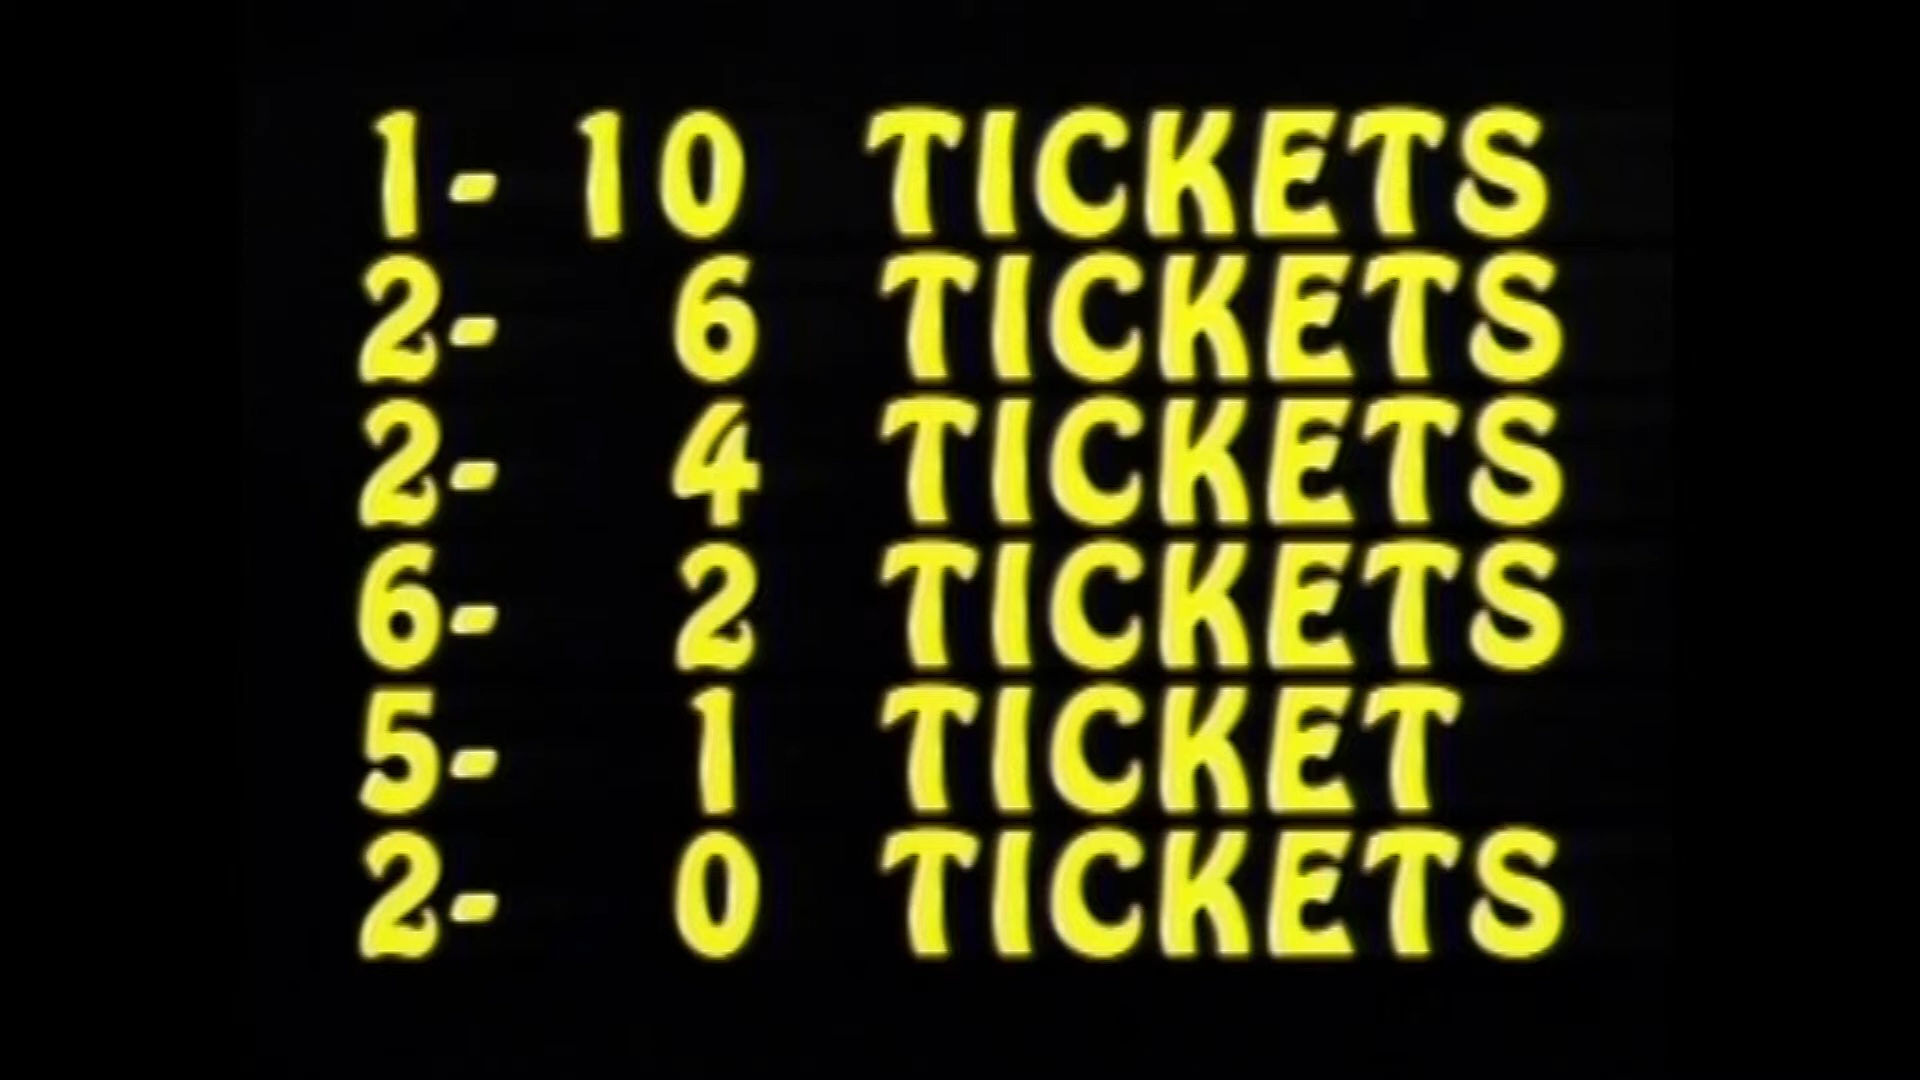 1- 10 TICKETS
2- 6 TICKETS
2- 4 TICKETS
6- 2 TICKETS
5- 1 TICKET
2- 0 TICKETS